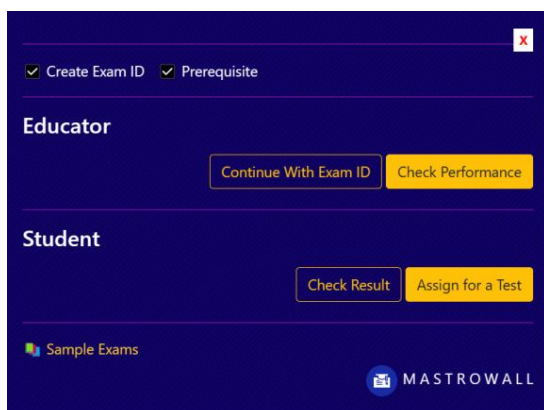 X
Create Exam ID Prerequisite
Educator
Continue With Exam ID Check Performance
Student
Check Result Assign for a Test
Sample Exams
MASTROWALL